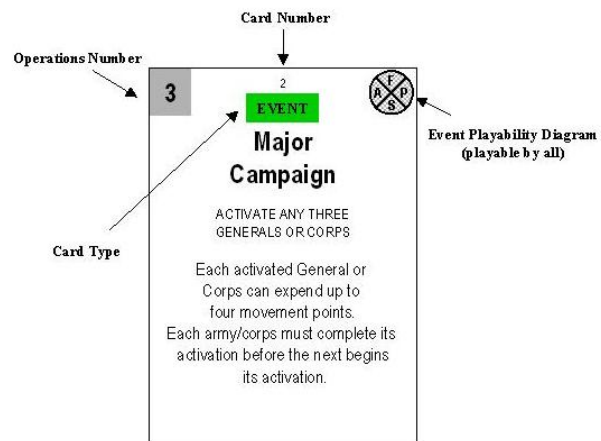 Card Number
Operations Number
3
2
F
A P
S
EVENT
Event Playability Diagram
(playable by all)
Major
Campaign
ACTIVATE ANY THREE
GENERALS OR CORPS
Card Type
Each activated General or
Corps can expend up to
four movement points.
Each army/corps must complete its
activation before the next begins
its activation.